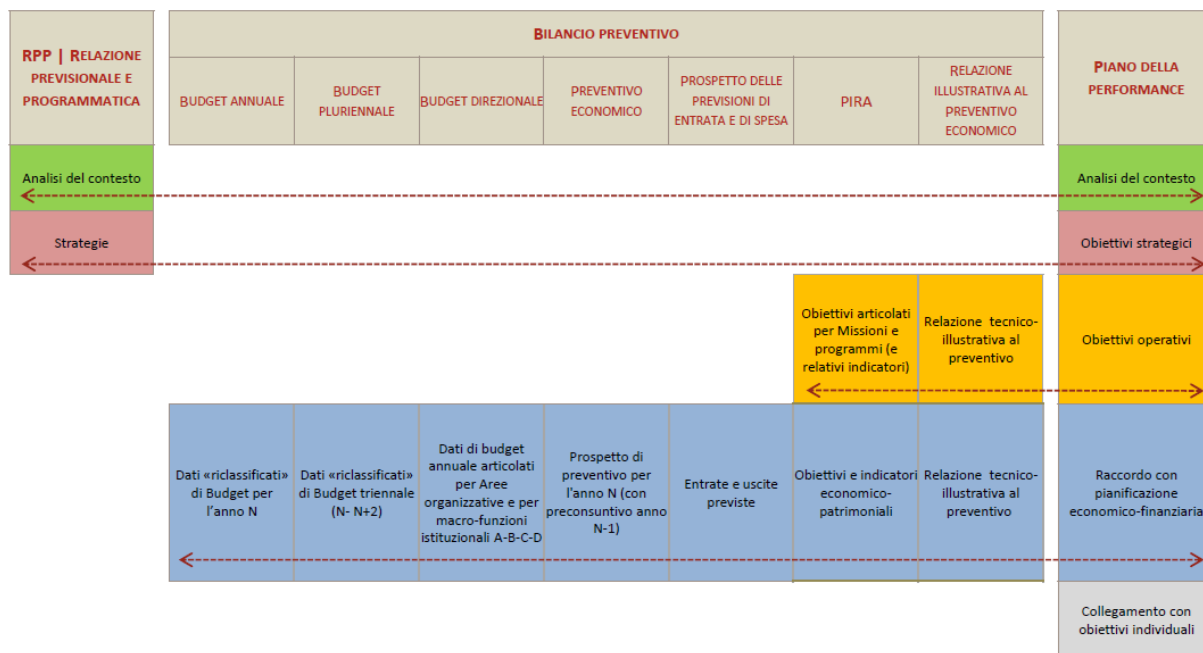 RPP | RELAZIONE
PREVISIONALE E
PROGRAMMATICA
BILANCIO PREVENTIVO
BUDGET ANNUALE
BUDGET
PLURIENNALE
BUDGET DIREZIONALE
PREVENTIVO
ECONOMICO
PROSPETTO DELLE
PREVISIONI DI
ENTRATA E DI SPESA
PIRA
RELAZIONE
ILLUSTRATIVA AL
PREVENTIVO
ECONOMICO
PIANO DELLA
PERFORMANCE
Analisi del contesto
Analisi del contesto
Strategie
Obiettivi strategici
Obiettivi articolati
per Missioni e
programmi (e
relativi indicatori)
Relazione tecnico-
illustrativa al
preventivo
Obiettivi operativi
Dati «riclassificati»
di Budget per
l'anno N
Dati «riclassificati»
di Budget triennale
(N- N+2)
Dati di budget
annuale articolati
per Aree
organizzative e per
macro-funzioni
istituzionali A-B-C-D
Prospetto di
preventivo per
l'anno N (con
preconsuntivo anno
N-1)
Entrate e uscite
previste
Obiettivi e indicatori
economico-
patrimoniali
Relazione tecnico-
illustrativa al
preventivo
Raccordo con
pianificazione
economico-finanziaria
Collegamento con
obiettivi individuali